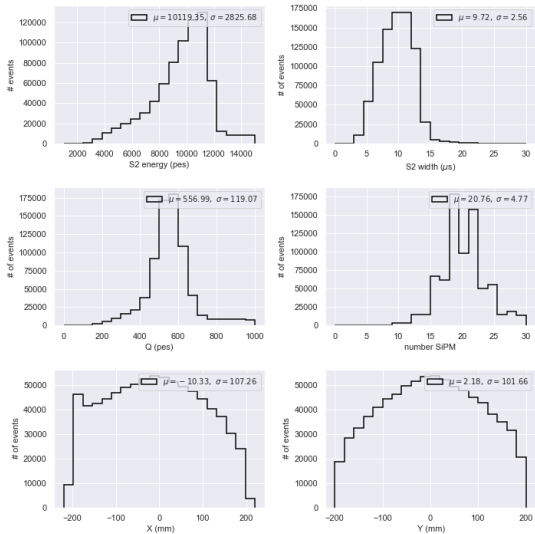 μ = 10119.35, σ = 2825.68
μ = 9.72, σ = 2.56
# of events
120000
100000
80000
60000
40000
20000
0
2000 4000 6000 8000 10000 12000 14000
S2 energy (pes)
# of events
175000
150000
125000
100000
75000
50000
25000
0
0 5 10 15 20 25 30
S2 width (μs)
μ = 556.99, σ = 119.07
μ = 20.76, σ = 4.77
# of events
175000
150000
125000
100000
75000
50000
25000
0
0 200 400 600 800 1000
Q (pes)
# of events
175000
150000
125000
100000
75000
50000
25000
0
0 5 10 15 20 25 30
number SiPM
μ = −10.33, σ = 107.26
μ = 2.18, σ = 101.66
# of events
50000
40000
30000
20000
10000
0
−200 −100 0 100 200
X (mm)
# of events
50000
40000
30000
20000
10000
0
−200 −100 0 100 200
Y (mm)